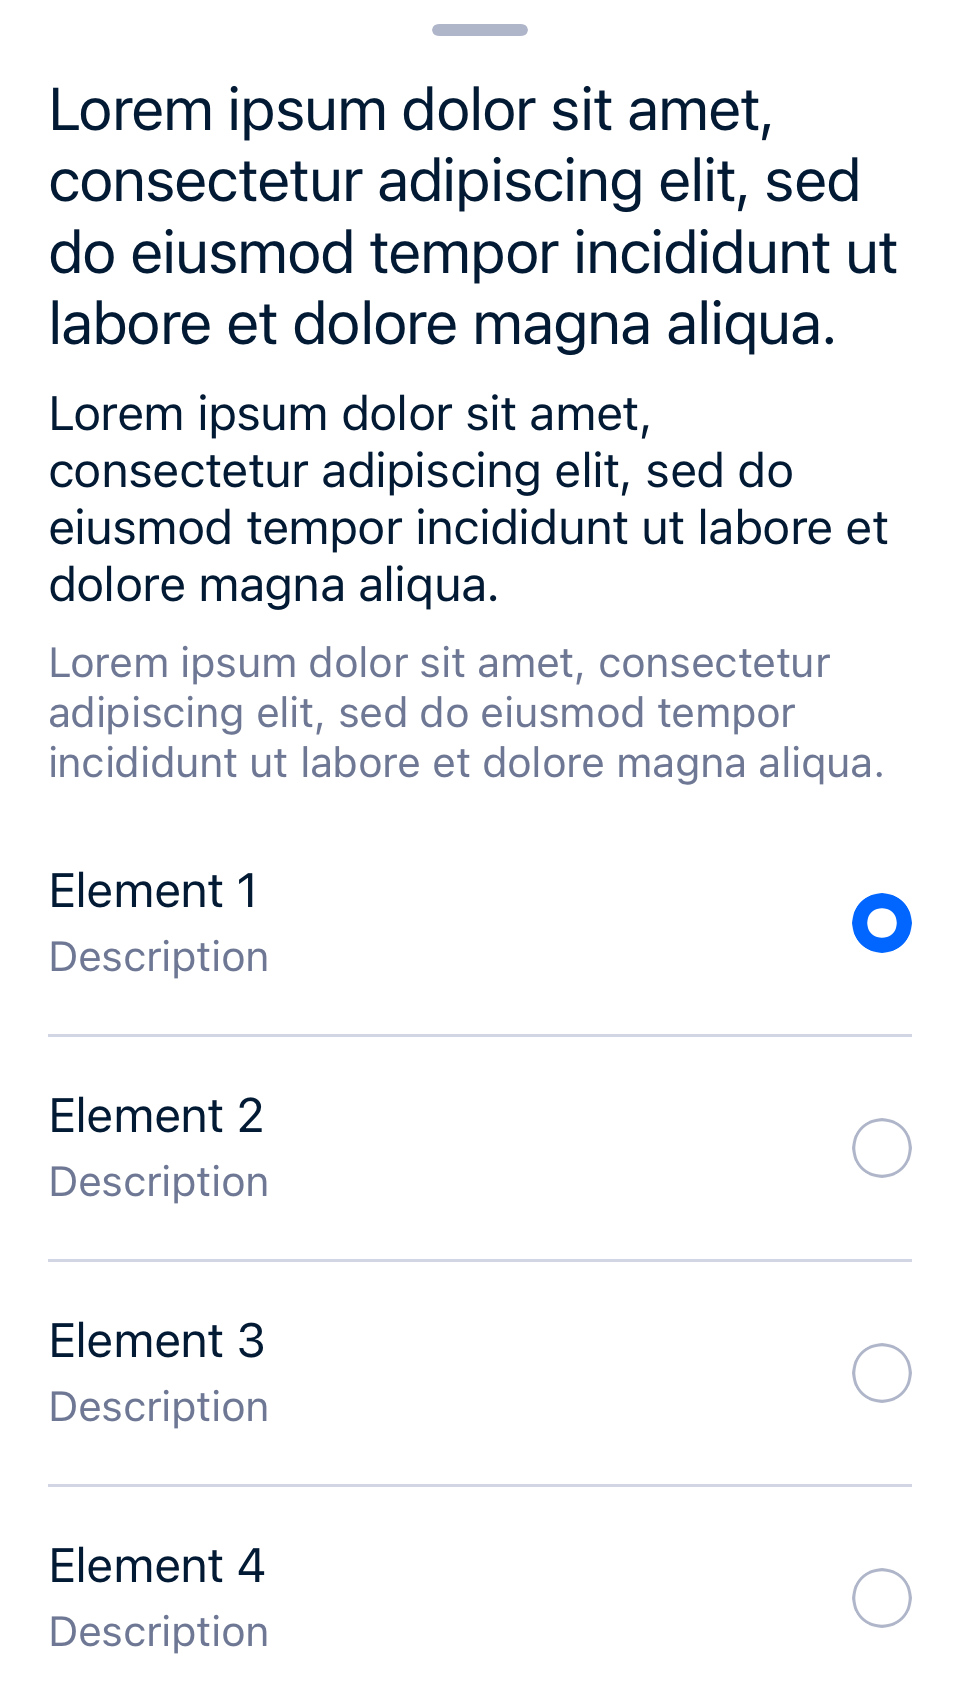 Lorem ipsum dolor sit amet,
consectetur adipiscing elit, sed
do eiusmod tempor incididunt ut
labore et dolore magna aliqua.
Lorem ipsum dolor sit amet,
consectetur adipiscing elit, sed do
eiusmod tempor incididunt ut labore et
dolore magna aliqua.
Lorem ipsum dolor sit amet, consectetur
adipiscing elit, sed do eiusmod tempor
incididunt ut labore et dolore magna aliqua.
Element 1
Description
Element 2
Description
Element 3
Description
Element 4
Description